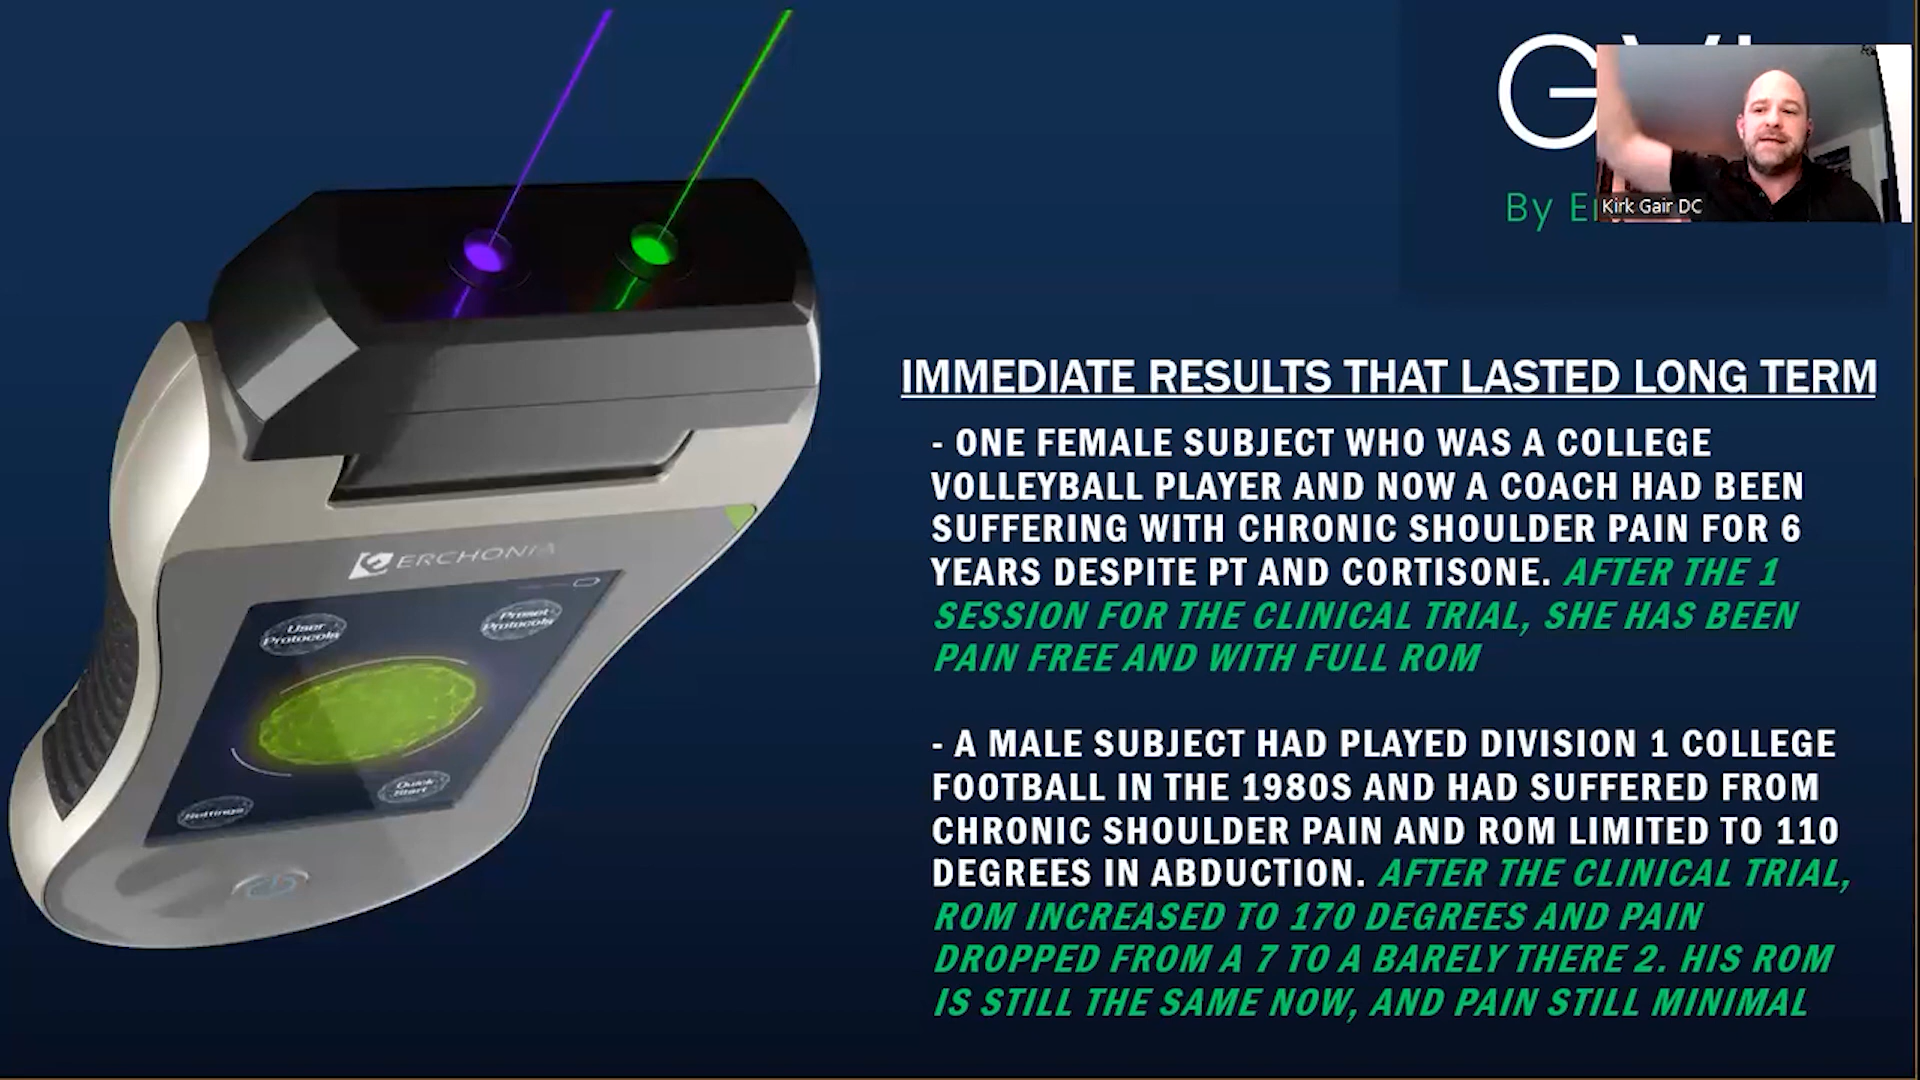 G
By E
Kirk Gair DC
IMMEDIATE RESULTS THAT LASTED LONG TERM
- ONE FEMALE SUBJECT WHO WAS A COLLEGE
VOLLEYBALL PLAYER AND NOW A COACH HAD BEEN
SUFFERING WITH CHRONIC SHOULDER PAIN FOR 6
YEARS DESPITE PT AND CORTISONE. AFTER THE 1
SESSION FOR THE CLINICAL TRIAL, SHE HAS BEEN
PAIN FREE AND WITH FULL ROM
- A MALE SUBJECT HAD PLAYED DIVISION 1 COLLEGE
FOOTBALL IN THE 1980S AND HAD SUFFERED FROM
CHRONIC SHOULDER PAIN AND ROM LIMITED TO 110
DEGREES IN ABDUCTION. AFTER THE CLINICAL TRIAL,
ROM INCREASED TO 170 DEGREES AND PAIN
DROPPED FROM A 7 TO A BARELY THERE 2. HIS ROM
IS STILL THE SAME NOW, AND PAIN STILL MINIMAL
ERCHONIA
User
Protocols
Preset
Protocols
Quick
Start
Settings